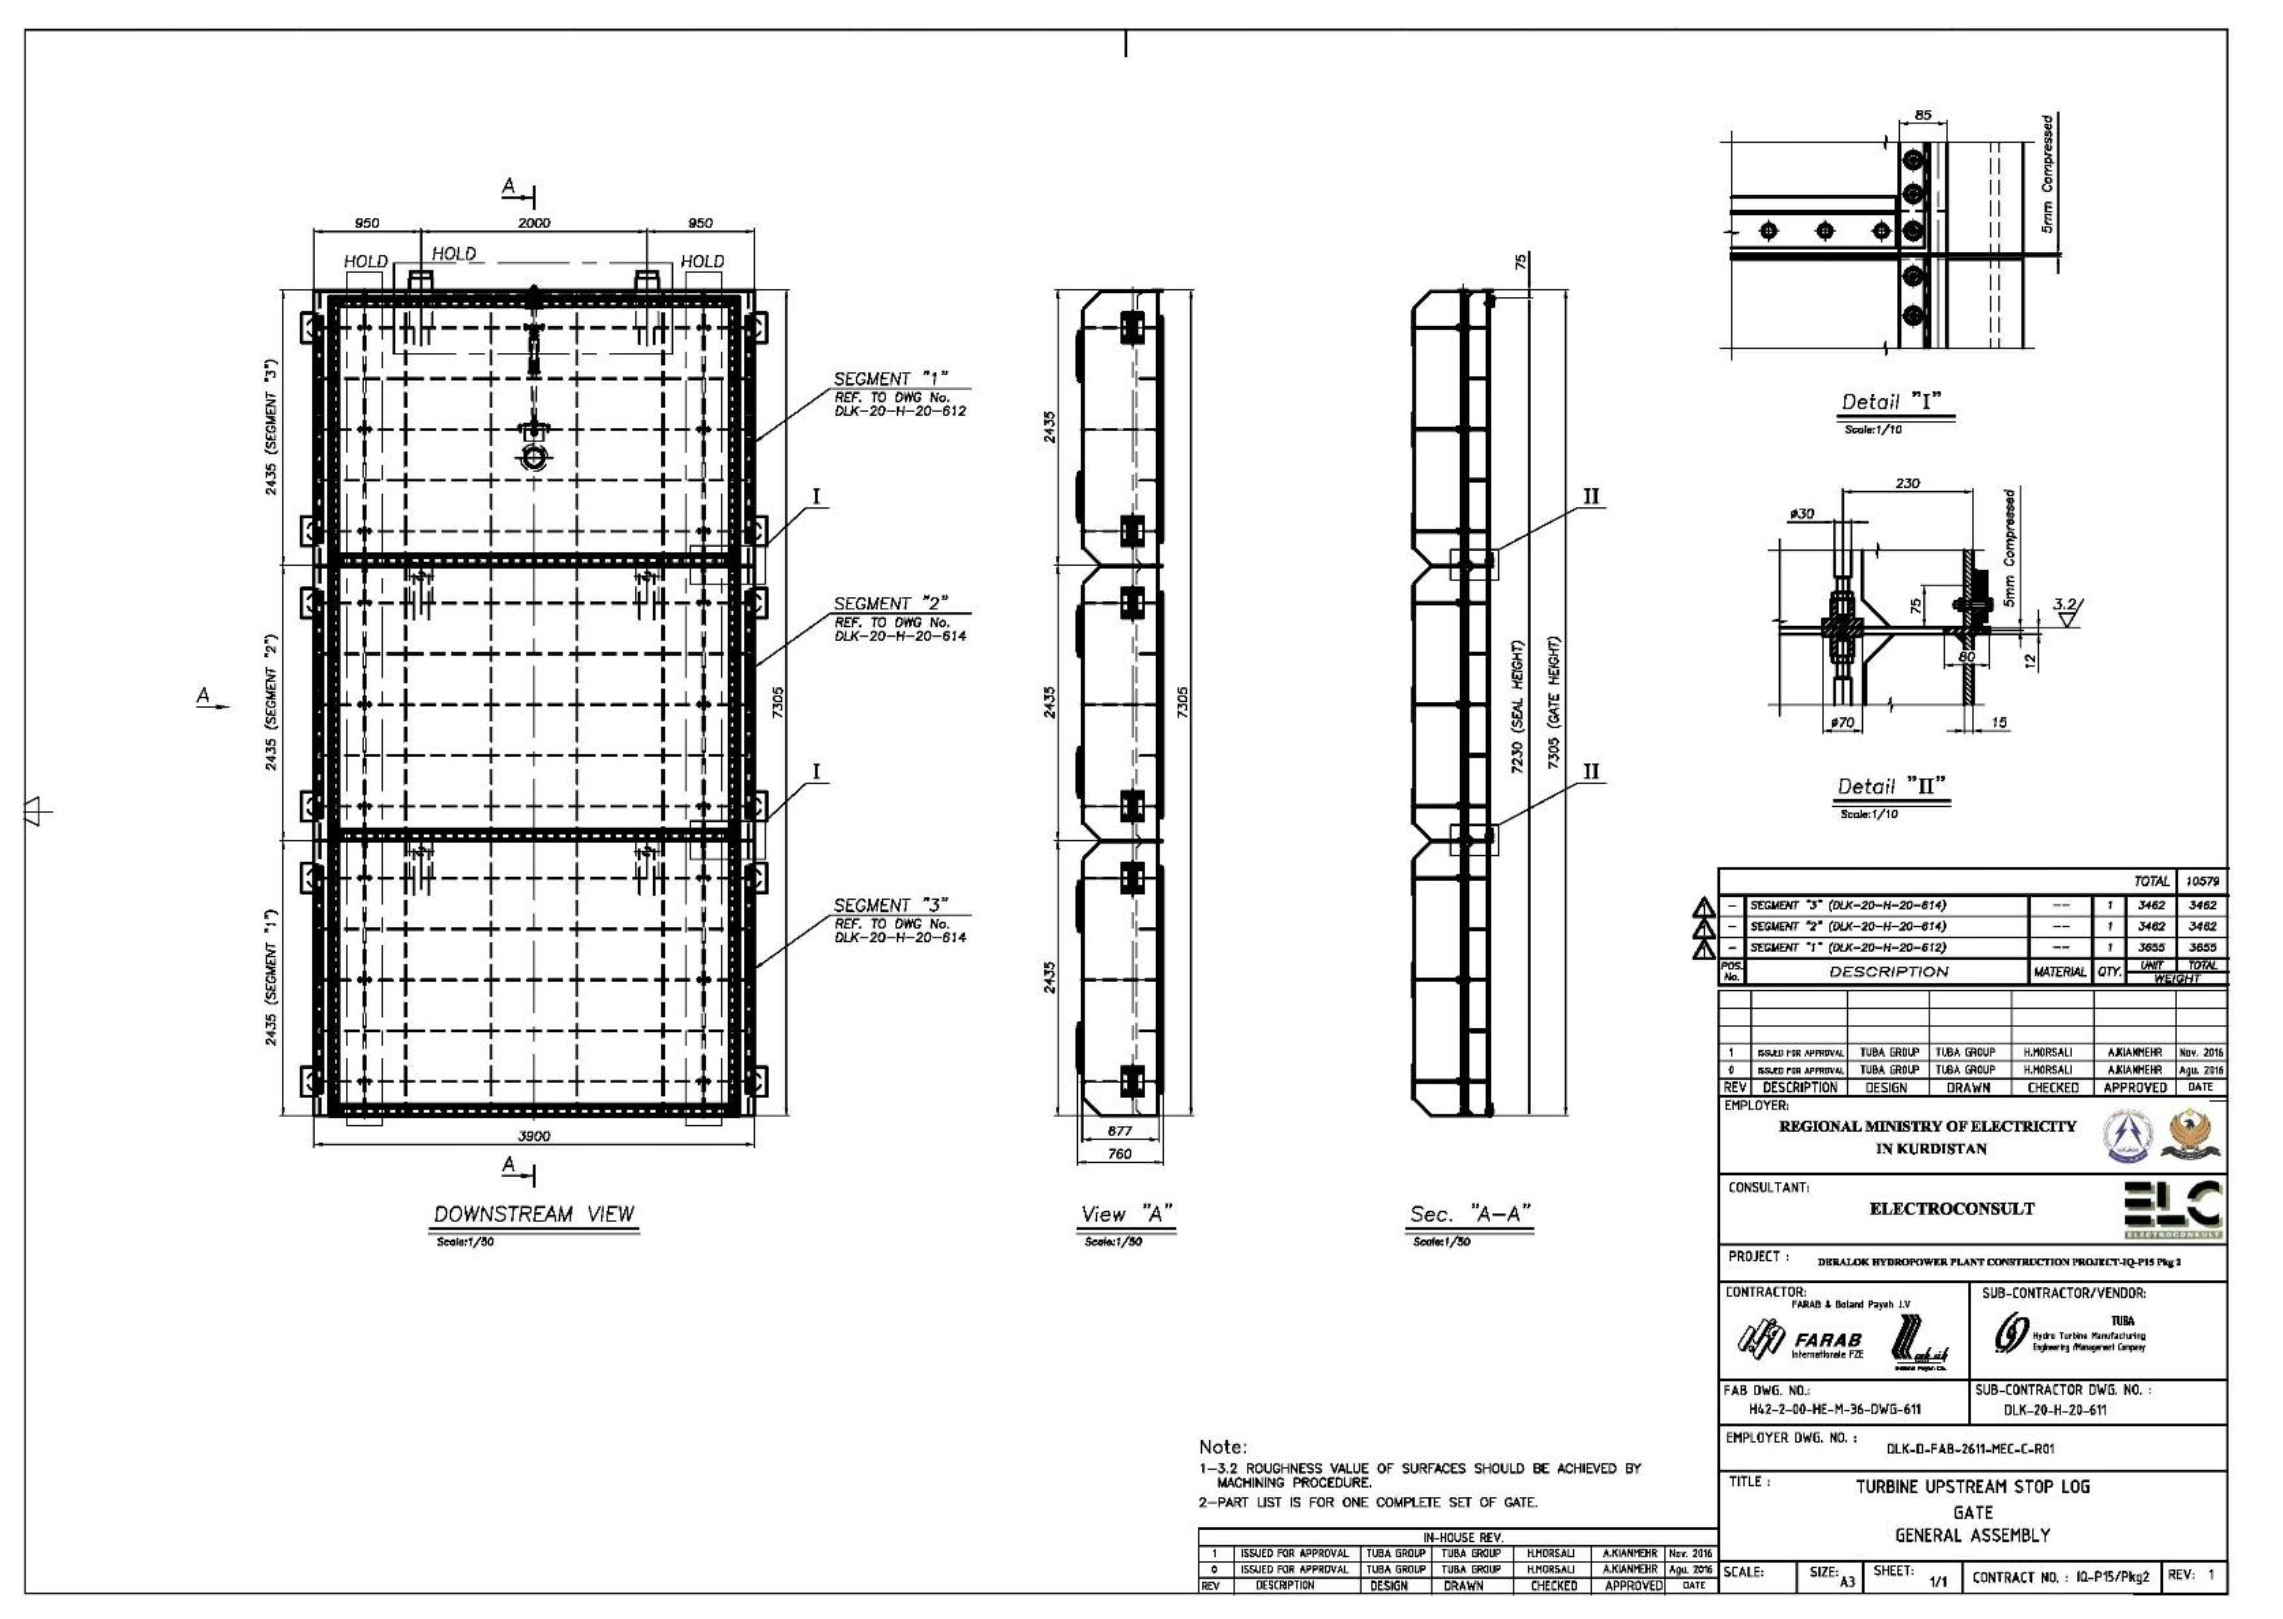 A
950
2000
950
HOLD
HOLD
HOLD
2435 (SEGMENT "3")
2435 (SEGMENT "2")
2435 (SEGMENT "1")
A
7305
3900
A
SEGMENT "1"
REF. TO DWG No.
DLK-20-H-20-612
I
SEGMENT "2"
REF. TO DWG No.
DLK-20-H-20-614
I
SEGMENT "3"
REF. TO DWG No.
DLK-20-H-20-614
DOWNSTREAM VIEW
Scale:1/50
2435
2435
2435
7305
877
760
View "A"
Scale:1/50
75
II
7230 (SEAL HEIGHT)
7305 (GATE HEIGHT)
II
Sec. "A-A"
Scale:1/50
85
5mm Compressed
Detail "I"
Scale:1/10
230
ø30
5mm Compressed
75
3.2/
80
12
ø70
15
Detail "II"
Scale:1/10
TOTAL 10579
1 - SEGMENT "3" (DLK-20-H-20-614) -- 1 3462 3462
1 - SEGMENT "2" (DLK-20-H-20-614) -- 1 3462 3462
1 - SEGMENT "1" (DLK-20-H-20-612) -- 1 3655 3655
POS. No. DESCRIPTION MATERIAL QTY. UNIT TOTAL
WEIGHT
1 ISSUED FOR APPROVAL TUBA GROUP TUBA GROUP H.MORSALI A.KIANMEHR Nov. 2016
0 ISSUED FOR APPROVAL TUBA GROUP TUBA GROUP H.MORSALI A.KIANMEHR Agu. 2016
REV DESCRIPTION DESIGN DRAWN CHECKED APPROVED DATE
EMPLOYER:
REGIONAL MINISTRY OF ELECTRICITY
IN KURDISTAN
CONSULTANT:
ELECTROCONSULT
ELC
ELECTROCONSULT
PROJECT :
DERALOK HYDROPOWER PLANT CONSTRUCTION PROJECT-IQ-P15 Pkg 2
CONTRACTOR:
FARAB & Boland Payeh J.V
FARAB
Internationale FZE
SUB-CONTRACTOR/VENDOR:
TUBA
Hydro Turbine Manufacturing
Engineering Management Company
FAB DWG. NO.:
H42-2-00-HE-M-36-DWG-611
SUB-CONTRACTOR DWG. NO. :
DLK-20-H-20-611
EMPLOYER DWG. NO. :
DLK-D-FAB-2611-MEC-C-R01
TITLE :
TURBINE UPSTREAM STOP LOG
GATE
GENERAL ASSEMBLY
SCALE: SIZE: A3 SHEET: 1/1 CONTRACT NO. : IQ-P15/Pkg2 REV: 1
Note:
1-3.2 ROUGHNESS VALUE OF SURFACES SHOULD BE ACHIEVED BY
MACHINING PROCEDURE.
2-PART LIST IS FOR ONE COMPLETE SET OF GATE.
IN-HOUSE REV.
1 ISSUED FOR APPROVAL TUBA GROUP TUBA GROUP H.MORSALI A.KIANMEHR Nov. 2016
0 ISSUED FOR APPROVAL TUBA GROUP TUBA GROUP H.MORSALI A.KIANMEHR Agu. 2016
REV DESCRIPTION DESIGN DRAWN CHECKED APPROVED DATE